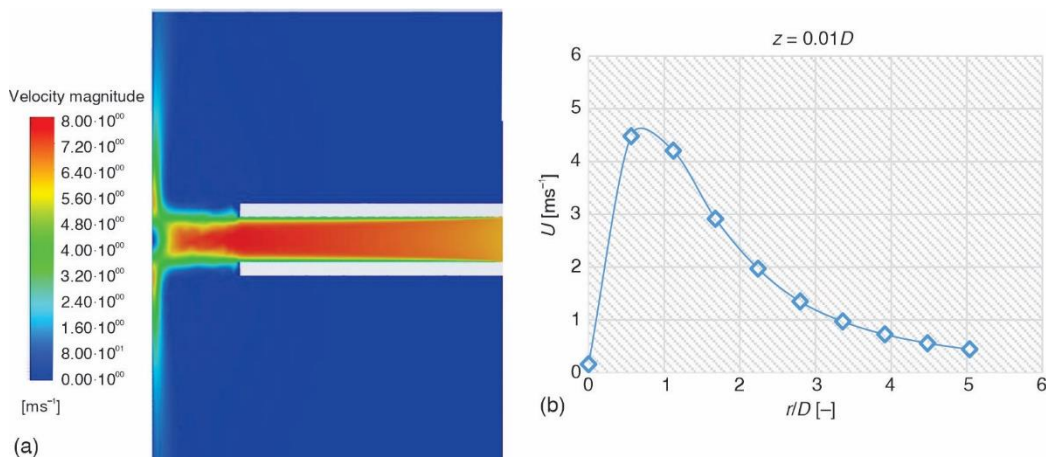 Velocity magnitude
8.00·10⁰⁰
7.20·10⁰⁰
6.40·10⁰⁰
5.60·10⁰⁰
4.80·10⁰⁰
4.00·10⁰⁰
3.20·10⁰⁰
2.40·10⁰⁰
1.60·10⁰⁰
8.00·10⁰¹
0.00·10⁰⁰
[ms⁻¹]
(a)
z = 0.01D
U [ms⁻¹]
6
5
4
3
2
1
0
0 1 2 3 4 5 6
r/D [–]
(b)